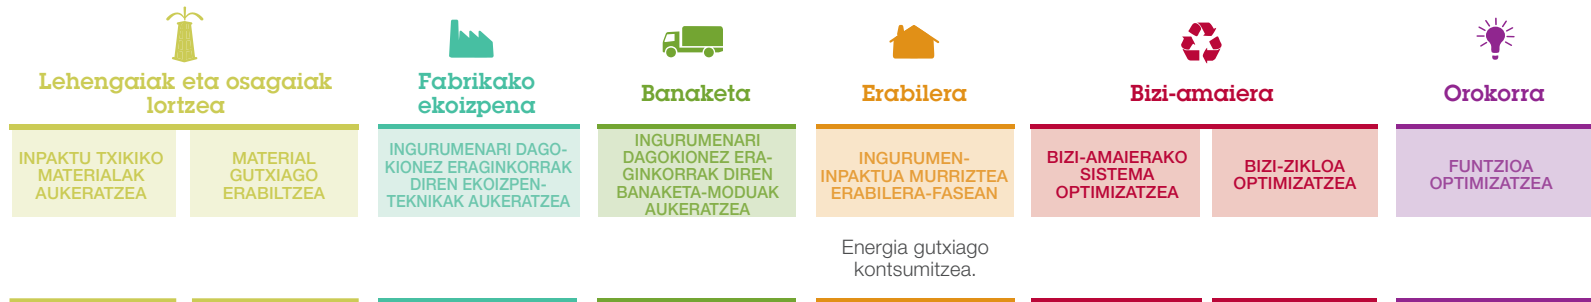 Lehengaiak eta osagaiak
lortzea
Fabrikako
ekoizpena
Banaketa
Erabilera
Bizi-amaiera
Orokorra
INPAKTU TXIKIKO
MATERIALAK
AUKERATZEA
MATERIAL
GUTXIAGO
ERABILTZEA
INGURUMENARI DAGO-
KIONEZ ERAGINKORRAK
DIREN EKOIZPEN-
TEKNIKAK AUKERATZEA
INGURUMENARI
DAGOKIONEZ ERA-
GINKORRAK DIREN
BANAKETA-MODUAK
AUKERATZEA
INGURUMEN-
INPAKTUA MURRIZTEA
ERABILERA-FASEAN
BIZI-AMAIERAKO
SISTEMA
OPTIMIZATZEA
BIZI-ZIKLOA
OPTIMIZATZEA
FUNTZIOA
OPTIMIZATZEA
Energia gutxiago
kontsumitzea.